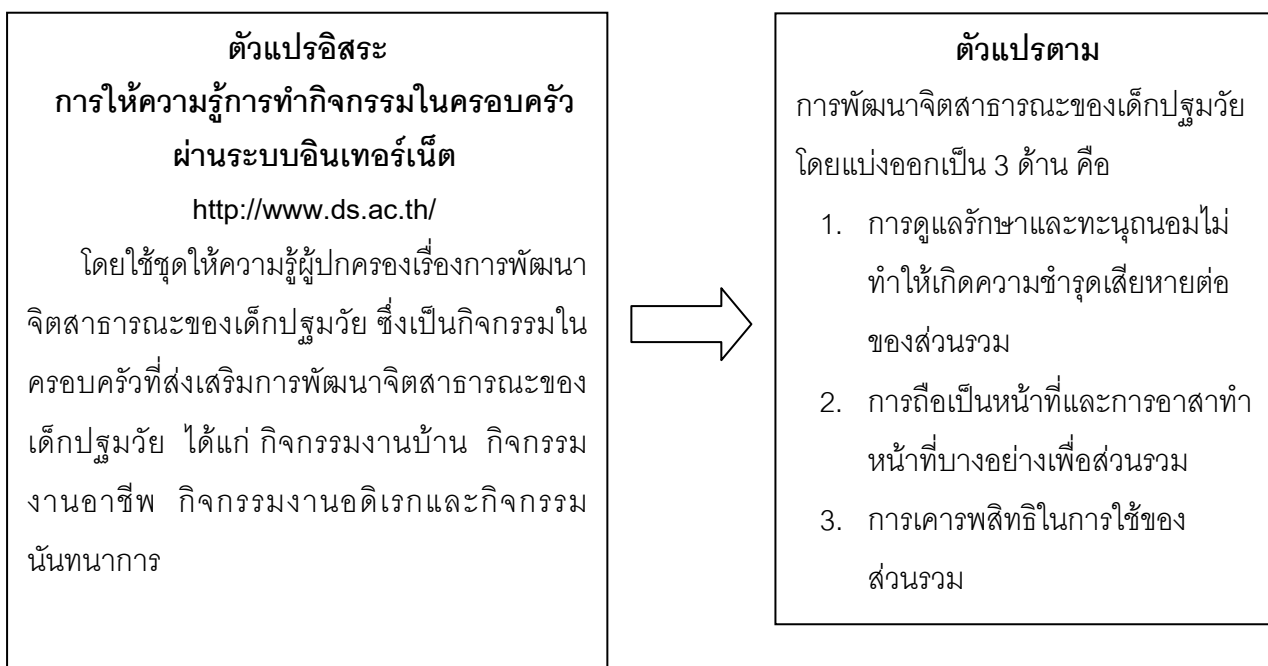 ตัวแปรอิสระ
การให้ความรู้การทำกิจกรรมในครอบครัว
ผ่านระบบอินเทอร์เน็ต
http://www.ds.ac.th/
โดยใช้ชุดให้ความรู้ผู้ปกครองเรื่องการพัฒนา
จิตสาธารณะของเด็กปฐมวัย ซึ่งเป็นกิจกรรมใน
ครอบครัวที่ส่งเสริมการพัฒนาจิตสาธารณะของ
เด็กปฐมวัย ได้แก่ กิจกรรมงานบ้าน กิจกรรม
งานอาชีพ กิจกรรมงานอดิเรกและกิจกรรม
นันทนาการ
ตัวแปรตาม
การพัฒนาจิตสาธารณะของเด็กปฐมวัย
โดยแบ่งออกเป็น 3 ด้าน คือ
1. การดูแลรักษาและทะนุถนอมไม่
ทำให้เกิดความชำรุดเสียหายต่อ
ของส่วนรวม
2. การถือเป็นหน้าที่และการอาสาทำ
หน้าที่บางอย่างเพื่อส่วนรวม
3. การเคารพสิทธิในการใช้ของ
ส่วนรวม